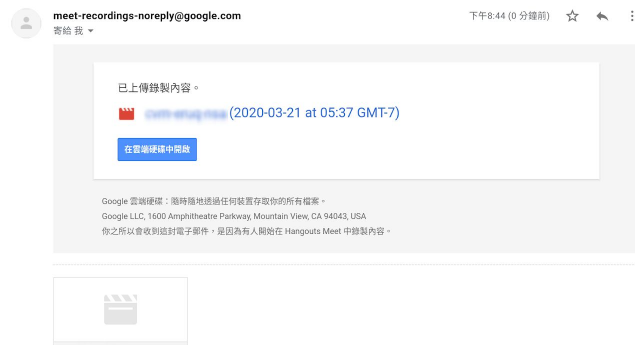 meet-recordings-noreply@google.com
下午8:44 (0 分鐘前)
寄給 我
已上傳錄製內容。
(2020-03-21 at 05:37 GMT-7)
在雲端硬碟中開啟
Google 雲端硬碟：隨時隨地透過任何裝置存取你的所有檔案。
Google LLC, 1600 Amphitheatre Parkway, Mountain View, CA 94043, USA
你之所以會收到這封電子郵件，是因為有人開始在 Hangouts Meet 中錄製內容。